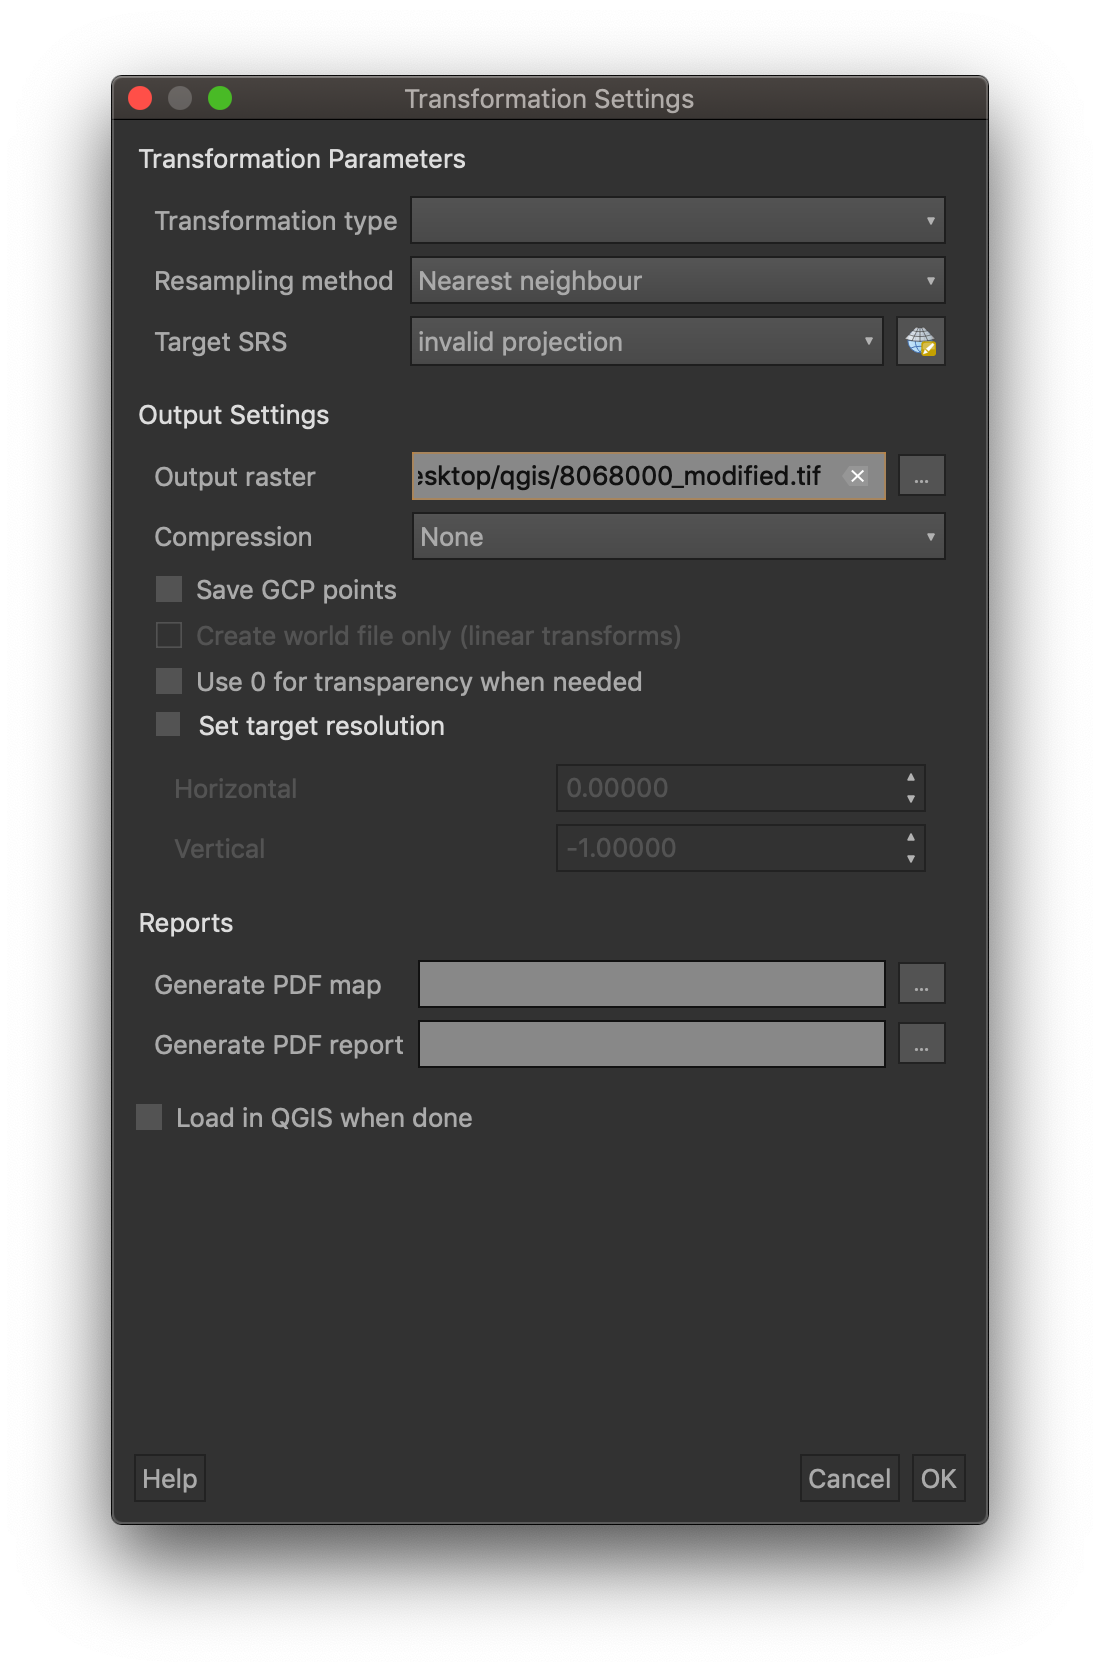 Transformation Settings
Transformation Parameters
Transformation type
Resampling method Nearest neighbour
Target SRS invalid projection
Output Settings
Output raster esktop/qgis/8068000_modified.tif
...
Compression None
Save GCP points
Create world file only (linear transforms)
Use 0 for transparency when needed
Set target resolution
Horizontal 0.00000
Vertical -1.00000
Reports
Generate PDF map ...
Generate PDF report ...
Load in QGIS when done
Help Cancel OK